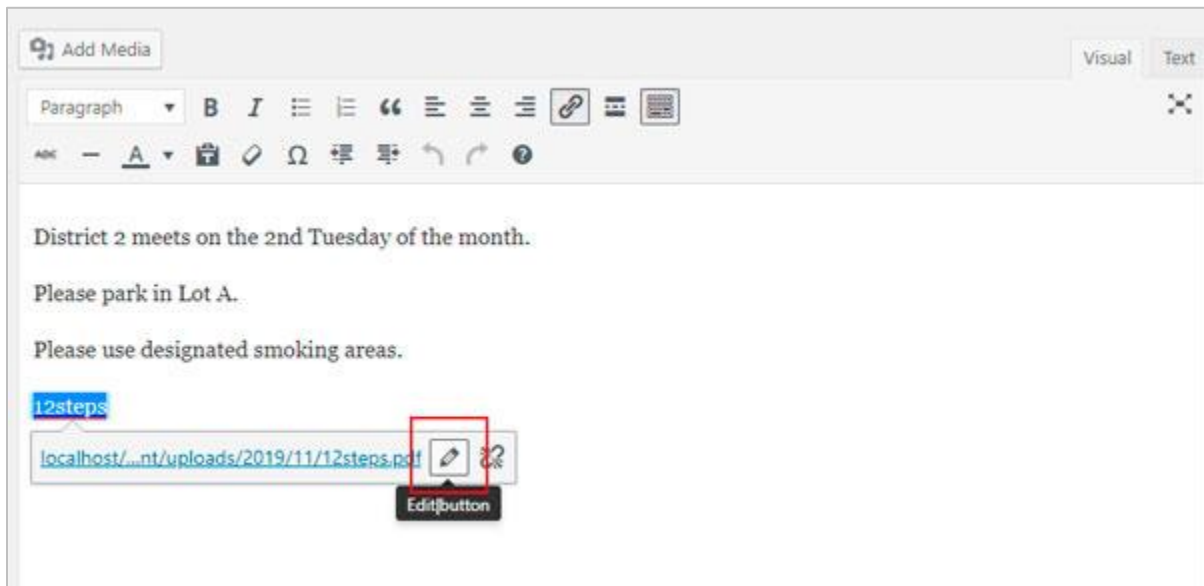 Add Media
Visual Text
Paragraph B I
ABC A Ω
District 2 meets on the 2nd Tuesday of the month.
Please park in Lot A.
Please use designated smoking areas.
12steps
localhost/...nt/uploads/2019/11/12steps.pdf
Edit button